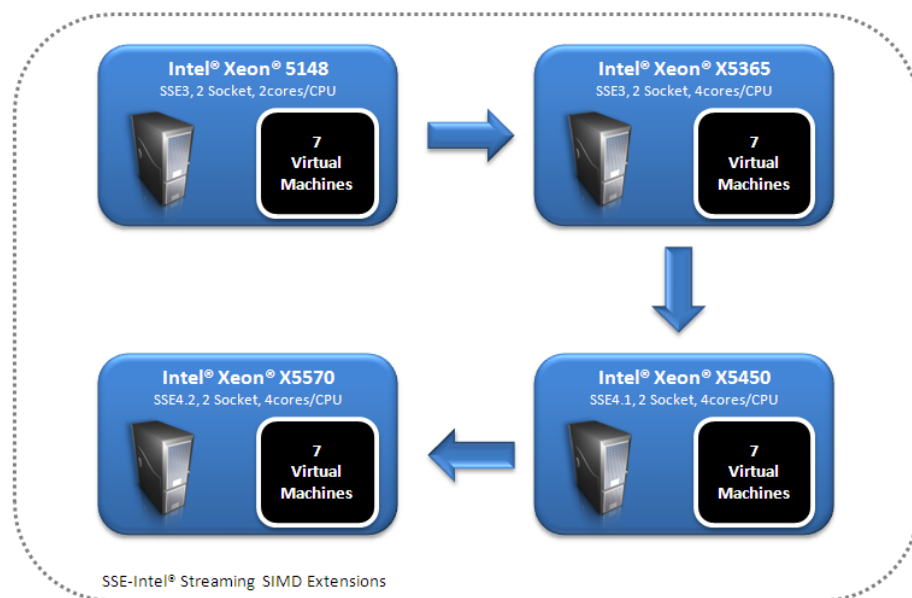 Intel® Xeon® 5148
SSE3, 2 Socket, 2cores/CPU
7
Virtual
Machines
Intel® Xeon® X5365
SSE3, 2 Socket, 4cores/CPU
7
Virtual
Machines
Intel® Xeon® X5570
SSE4.2, 2 Socket, 4cores/CPU
7
Virtual
Machines
Intel® Xeon® X5450
SSE4.1, 2 Socket, 4cores/CPU
7
Virtual
Machines
SSE-Intel® Streaming SIMD Extensions